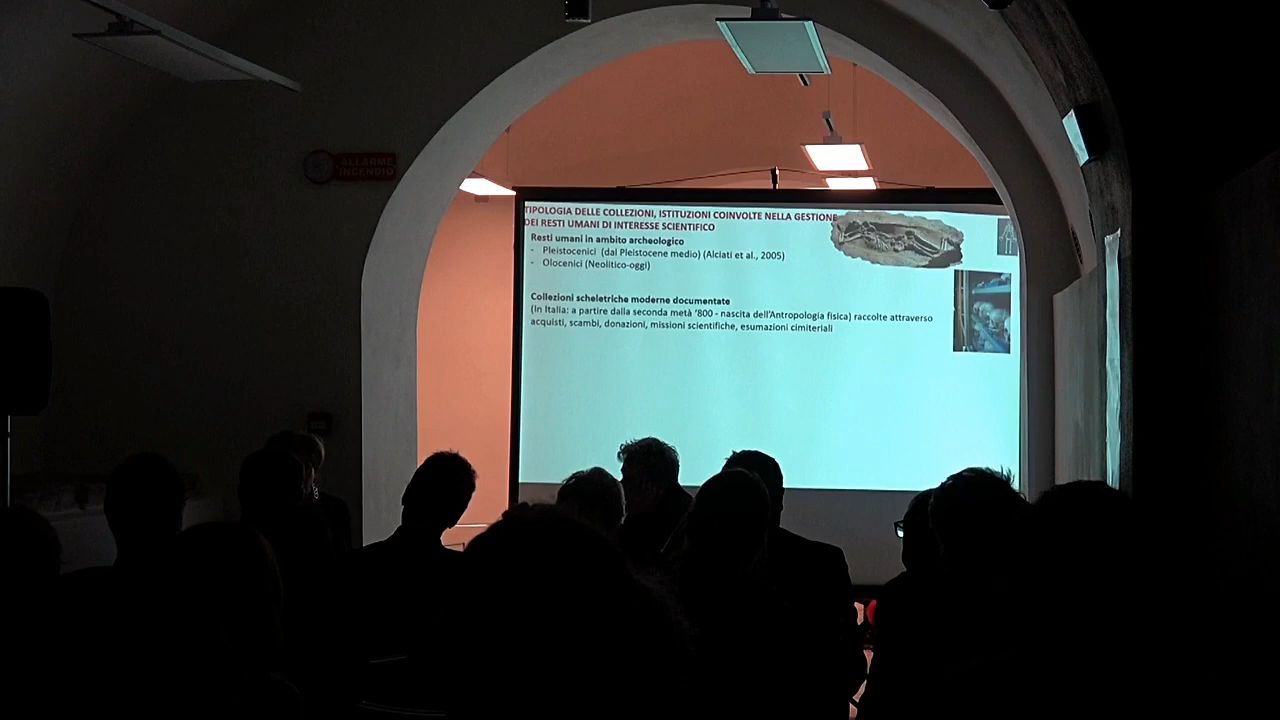 ALLARME
INCENDIO
TIPOLOGIA DELLE COLLEZIONI, ISTITUZIONI COINVOLTE NELLA GESTIONE
DEI RESTI UMANI DI INTERESSE SCIENTIFICO
Resti umani in ambito archeologico
- Pleistocenici (dal Pleistocene medio) (Alciati et al., 2005)
- Olocenici (Neolitico-oggi)
Collezioni scheletriche moderne documentate
(In Italia: a partire dalla seconda metà '800 - nascita dell'Antropologia fisica) raccolte attraverso
acquisti, scambi, donazioni, missioni scientifiche, esumazioni cimiteriali